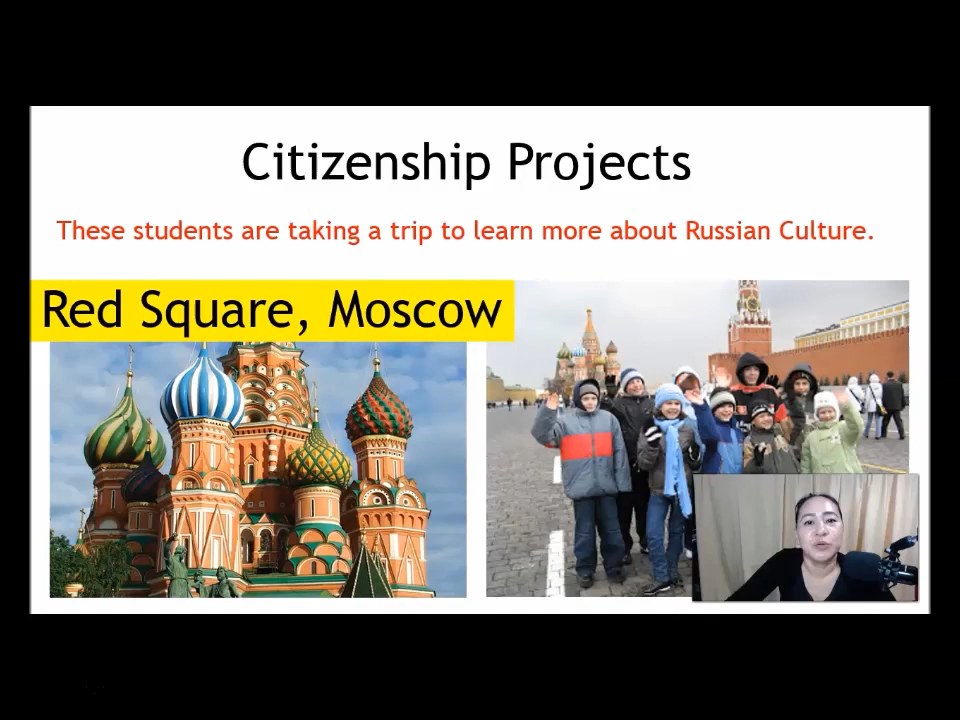 Citizenship Projects
These students are taking a trip to learn more about Russian Culture.
Red Square, Moscow